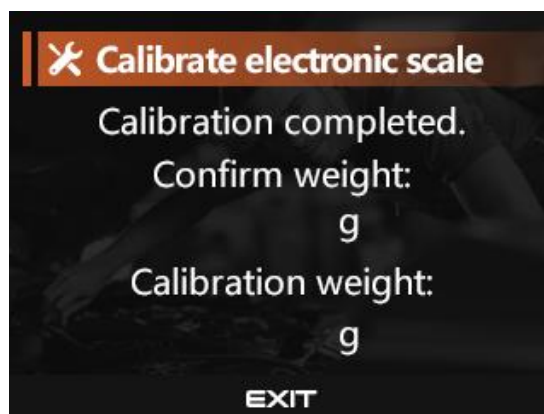 Calibrate electronic scale
Calibration completed.
Confirm weight:
g
Calibration weight:
g
EXIT